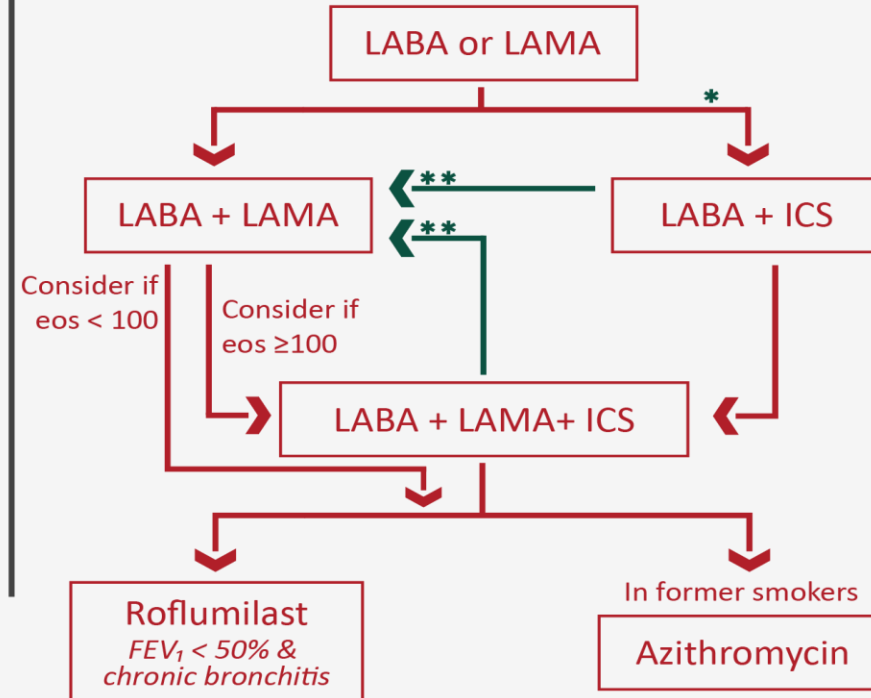 LABA or LAMA
*
**
LABA + LAMA
LABA + ICS
**
Consider if
eos < 100
Consider if
eos ≥100
LABA + LAMA+ ICS
Roflumilast
FEV₁ < 50% &
chronic bronchitis
In former smokers
Azithromycin